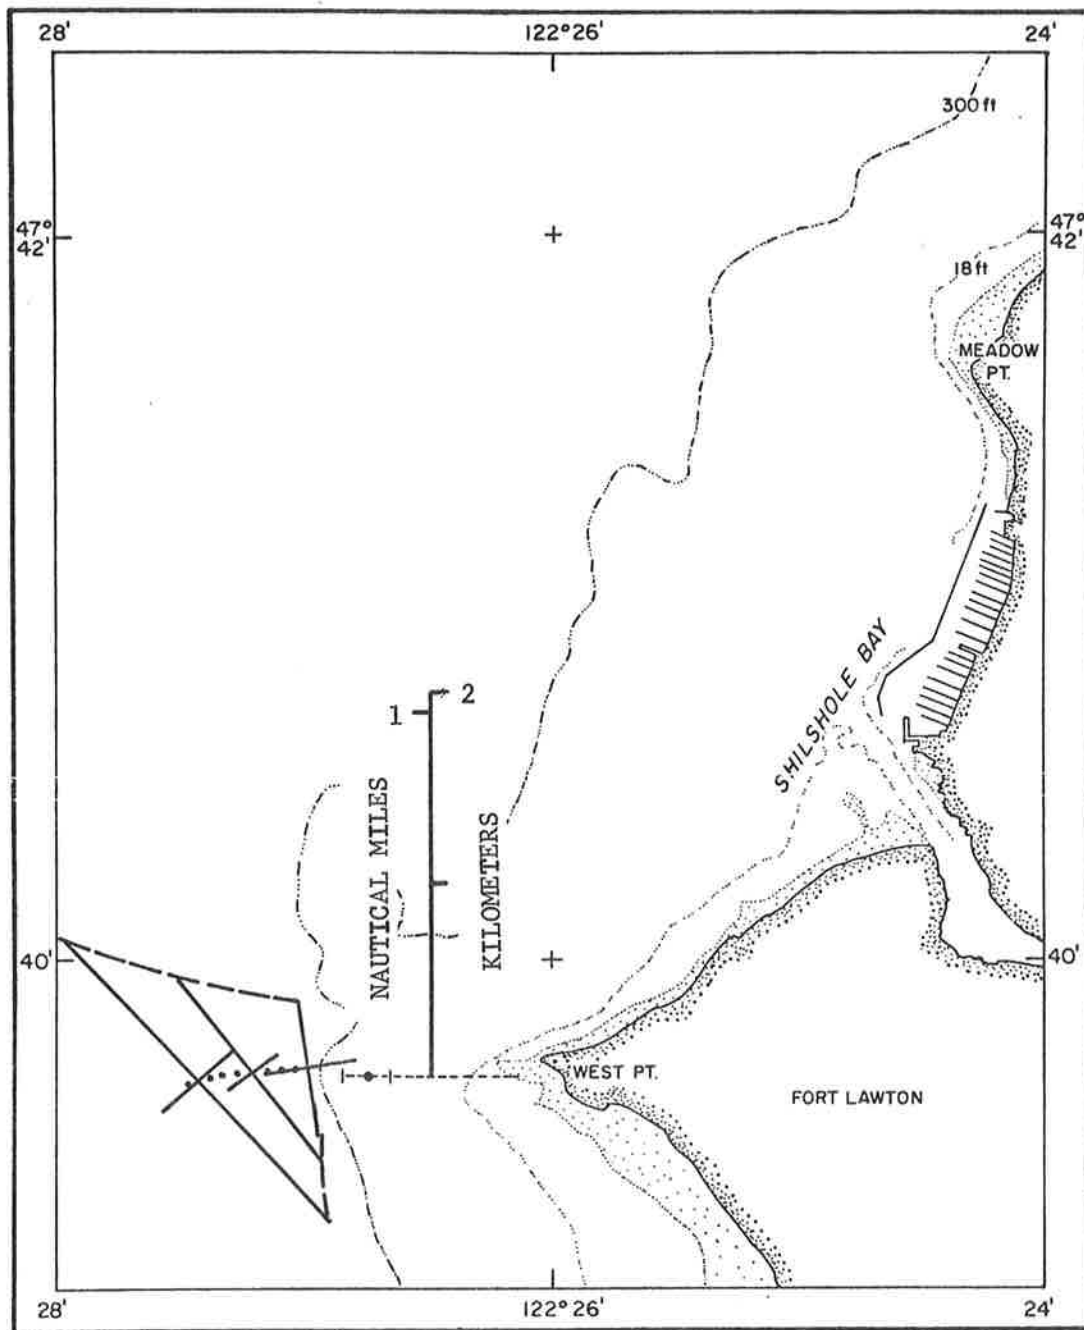 28'
122° 26'
24'
300 ft
47°
42'
47°
42'
18 ft
MEADOW
PT.
SHILSHOLE BAY
1
2
NAUTICAL MILES
KILOMETERS
40'
40'
WEST PT.
FORT LAWTON
28'
122° 26'
24'